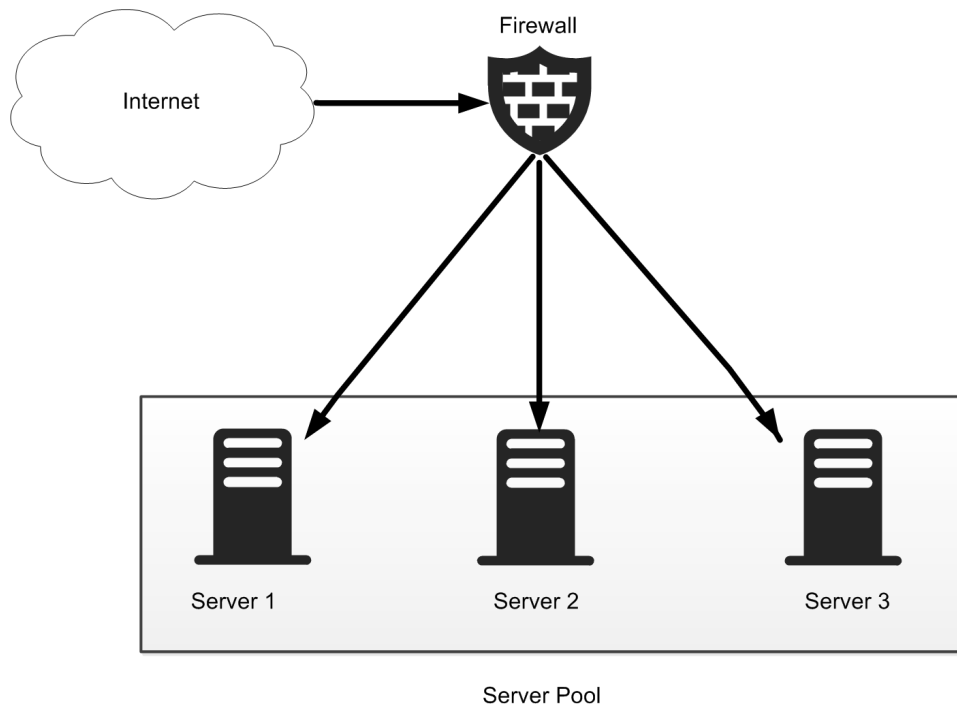 Firewall
Internet
Server 1
Server 2
Server 3
Server Pool